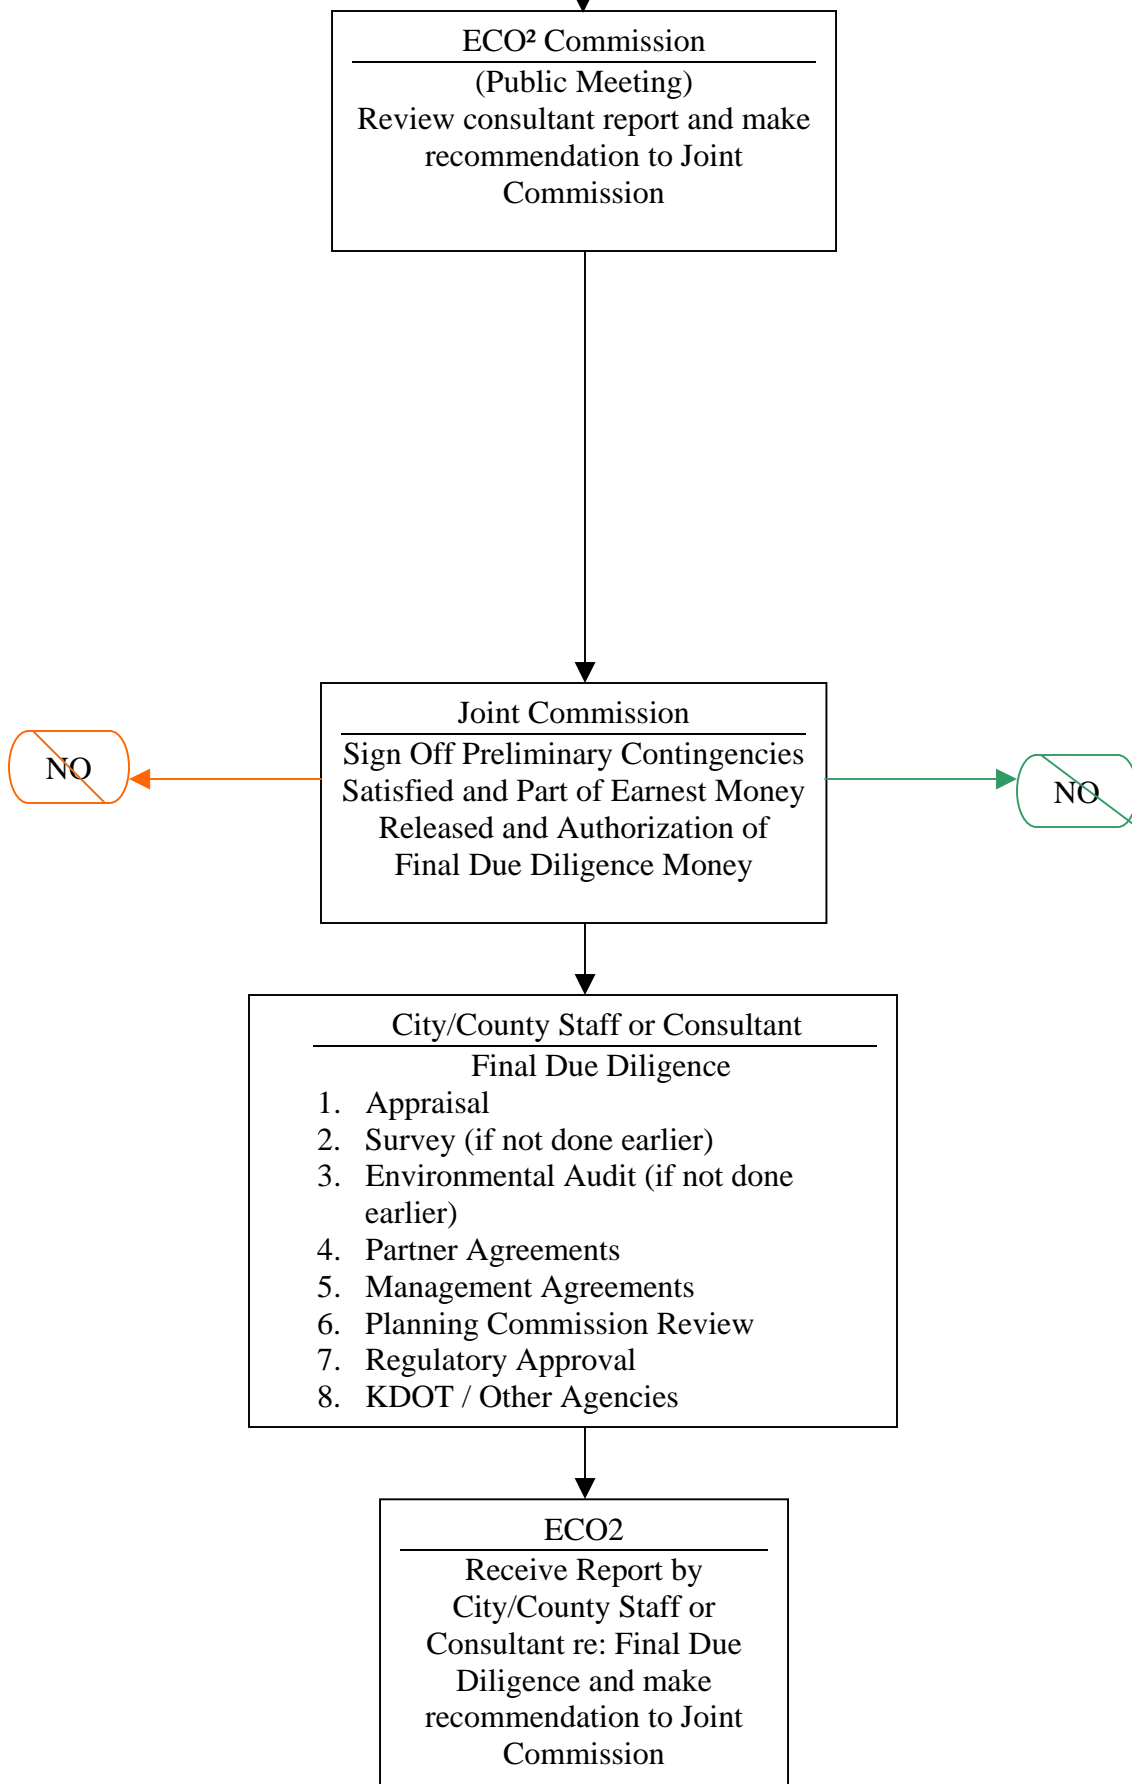 ECO² Commission
(Public Meeting)
Review consultant report and make
recommendation to Joint
Commission
Joint Commission
Sign Off Preliminary Contingencies
Satisfied and Part of Earnest Money
Released and Authorization of
Final Due Diligence Money
NO
NO
City/County Staff or Consultant
Final Due Diligence
1. Appraisal
2. Survey (if not done earlier)
3. Environmental Audit (if not done
earlier)
4. Partner Agreements
5. Management Agreements
6. Planning Commission Review
7. Regulatory Approval
8. KDOT / Other Agencies
ECO2
Receive Report by
City/County Staff or
Consultant re: Final Due
Diligence and make
recommendation to Joint
Commission